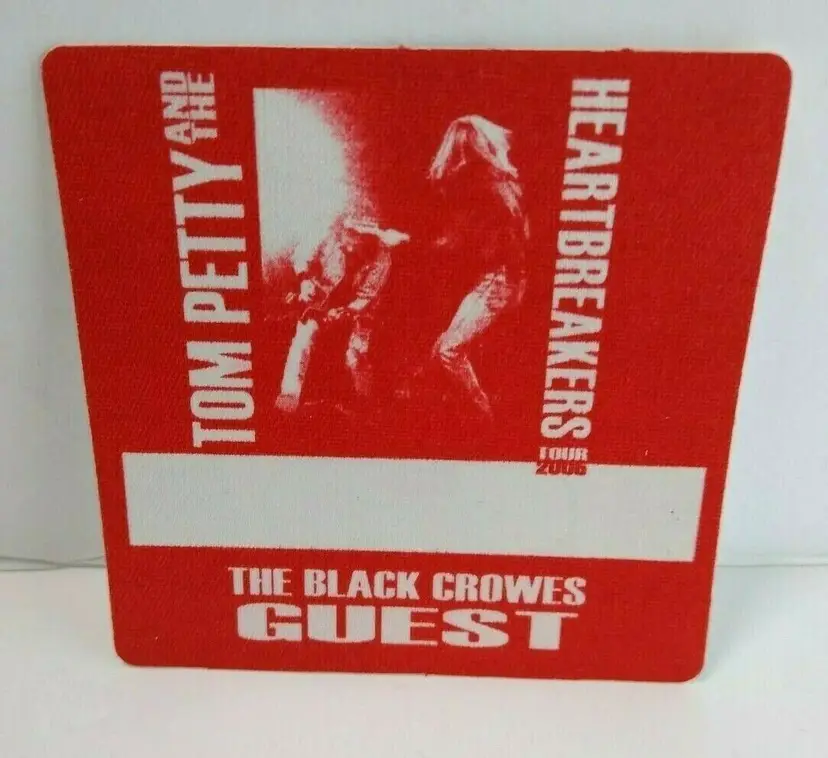 TOM PETTY AND THE
HEARTBREAKERS
TOUR
2006
THE BLACK CROWES
GUEST